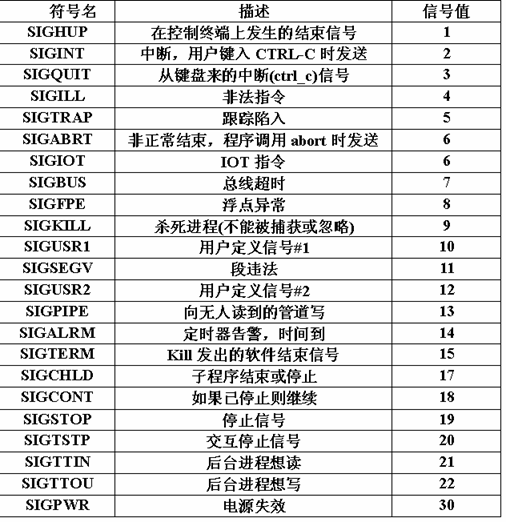 符号名 描述 信号值
SIGHUP 在控制终端上发生的结束信号 1
SIGINT 中断，用户键入 CTRL-C 时发送 2
SIGQUIT 从键盘来的中断(ctrl_c)信号 3
SIGILL 非法指令 4
SIGTRAP 跟踪陷入 5
SIGABRT 非正常结束，程序调用 abort 时发送 6
SIGIOT IOT 指令 6
SIGBUS 总线超时 7
SIGFPE 浮点异常 8
SIGKILL 杀死进程(不能被捕获或忽略) 9
SIGUSR1 用户定义信号#1 10
SIGSEGV 段违法 11
SIGUSR2 用户定义信号#2 12
SIGPIPE 向无人读到的管道写 13
SIGALRM 定时器告警，时间到 14
SIGTERM Kill 发出的软件结束信号 15
SIGCHLD 子程序结束或停止 17
SIGCONT 如果已停止则继续 18
SIGSTOP 停止信号 19
SIGTSTP 交互停止信号 20
SIGTTIN 后台进程想读 21
SIGTTOU 后台进程想写 22
SIGPWR 电源失效 30